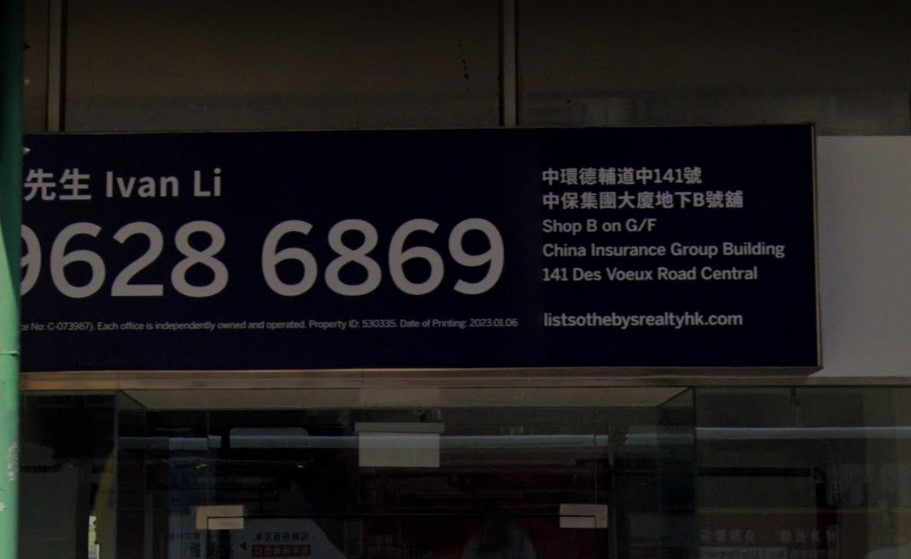 先生 Ivan Li
9628 6869
No: C-073987). Each office is independently owned and operated. Property ID: 530335. Date of Printing: 2023.01.06
中環德輔道中141號
中保集團大廈地下B號舖
Shop B on G/F
China Insurance Group Building
141 Des Voeux Road Central
listsothebysrealtyhk.com